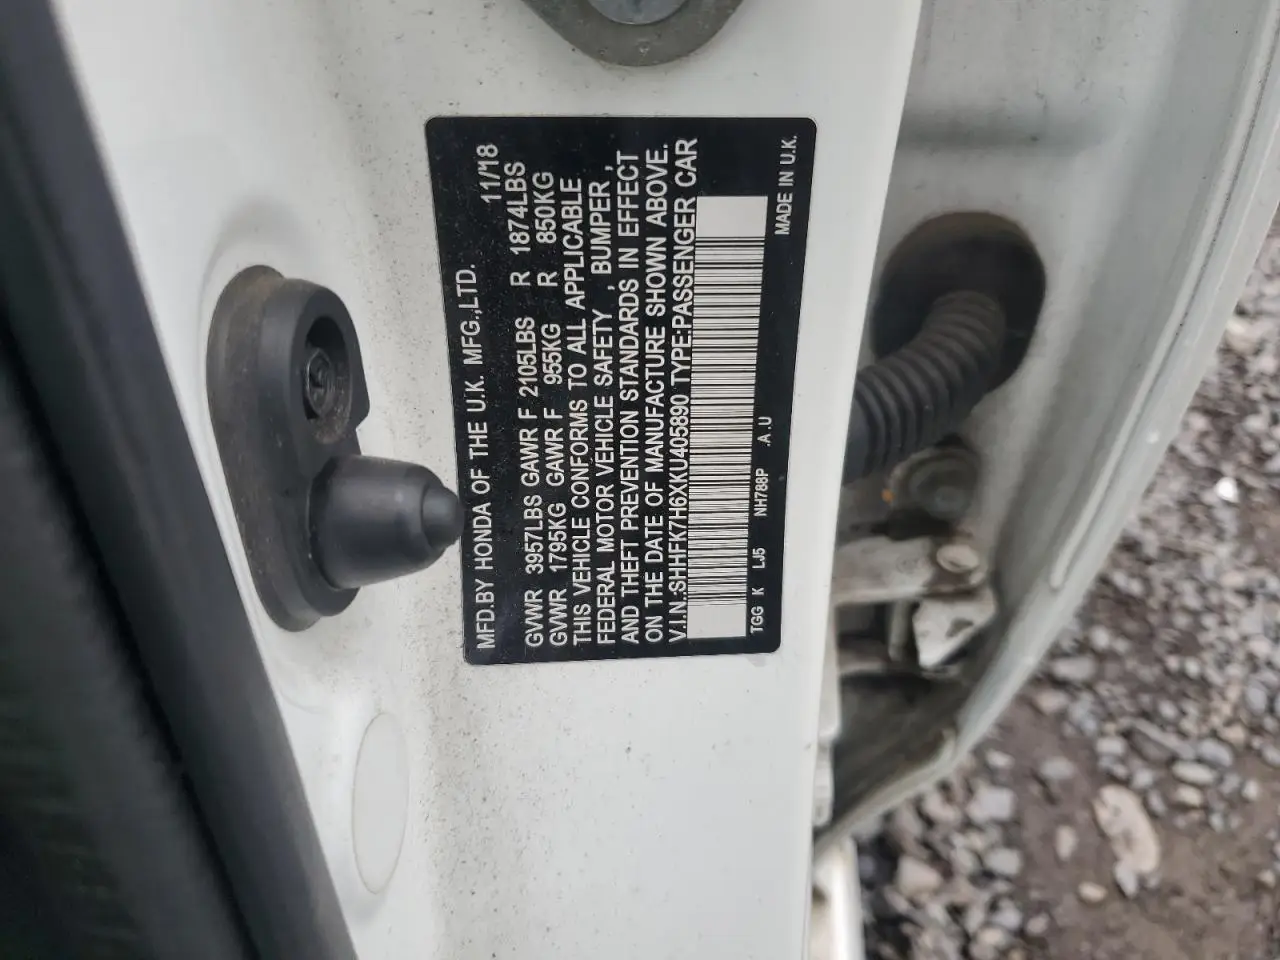 MFD.BY HONDA OF THE U.K. MFG.,LTD. 11/18
GVWR 3957LBS GAWR F 2105LBS R 1874LBS
GVWR 1795KG GAWR F 955KG R 850KG
THIS VEHICLE CONFORMS TO ALL APPLICABLE
FEDERAL MOTOR VEHICLE SAFETY , BUMPER ,
AND THEFT PREVENTION STANDARDS IN EFFECT
ON THE DATE OF MANUFACTURE SHOWN ABOVE.
V.I.N.:SHHFK7H6XKU405890 TYPE:PASSENGER CAR
TGG K LJ5 NH788P .A.U MADE IN U.K.